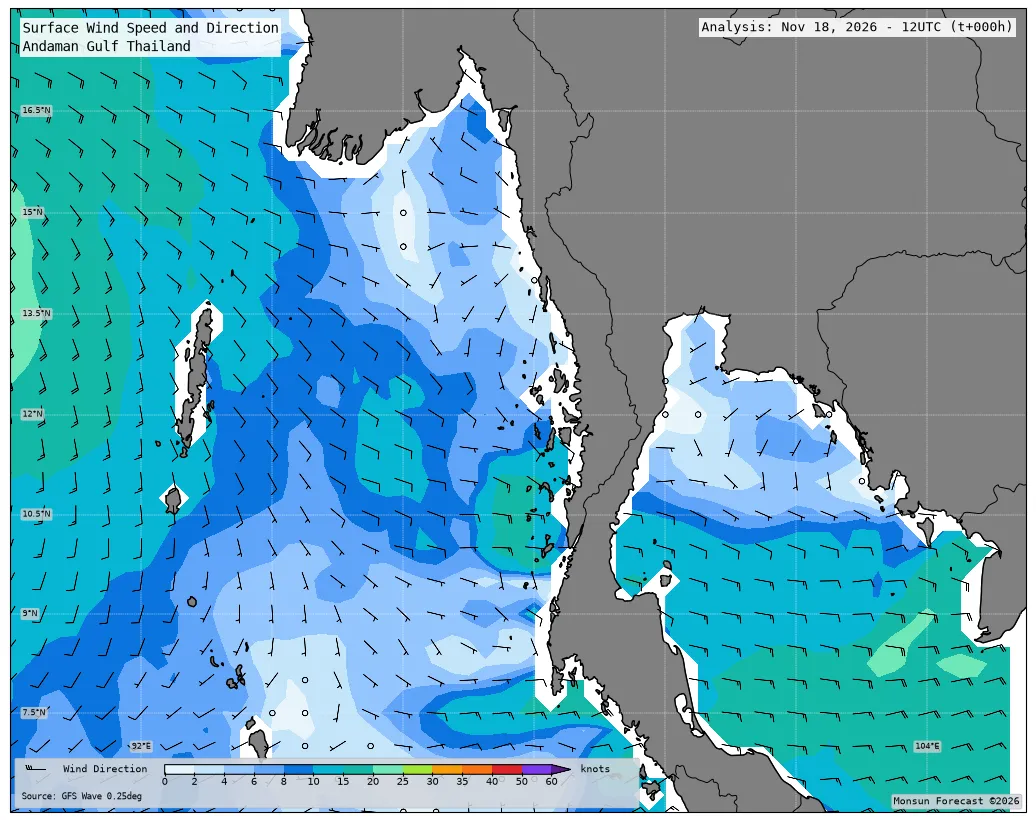 Surface Wind Speed and Direction
Andaman Gulf Thailand
Analysis: Nov 18, 2026 - 12UTC (t+000h)
16.5°N
15°N
13.5°N
12°N
10.5°N
9°N
7.5°N
92°E
104°E
Wind Direction
0 2 4 6 8 10 15 20 25 30 35 40 50 60
knots
Source: GFS Wave 0.25deg
Monsun Forecast ©2026